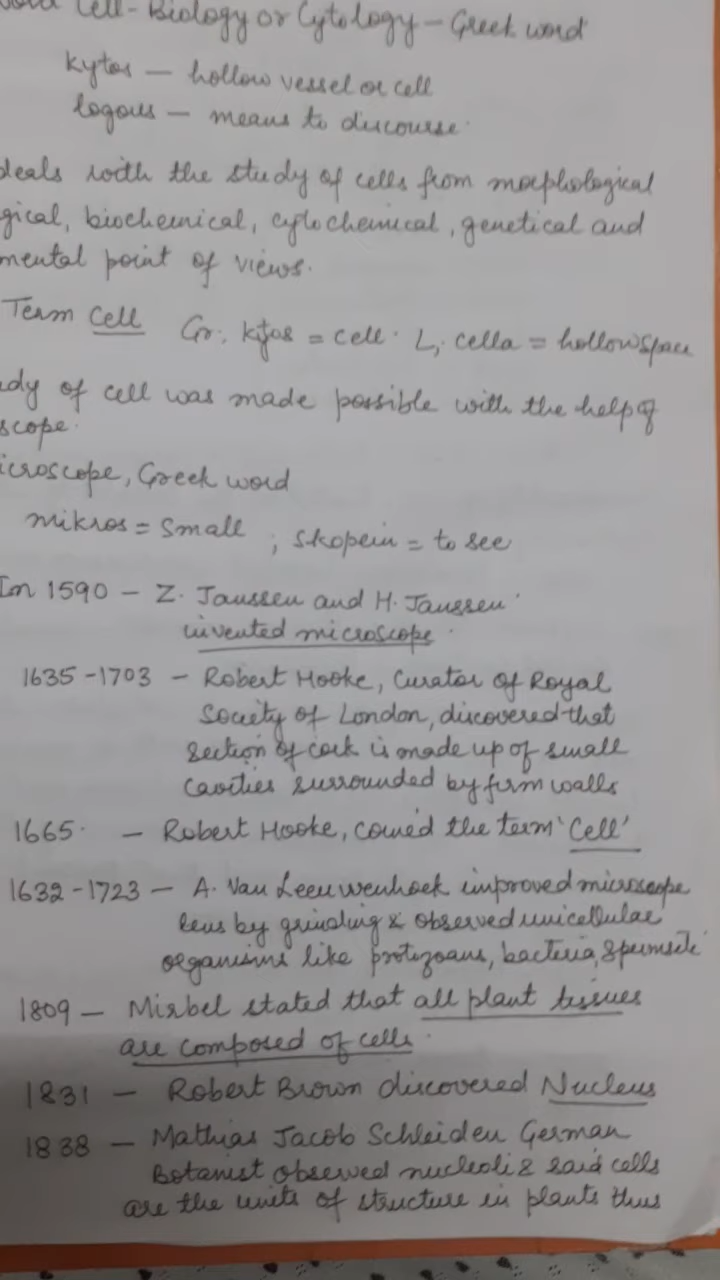 Cell-Biology or Cytology - Greek word
kytos - hollow vessel or cell
logous - means to discourse.
deals with the study of cells from morphological
gical, biochemical, cytochemical, genetical and
mental point of views.
Term Cell Gr. kytos = cell. L. cella = hollow space
dy of cell was made possible with the help of
scope.
icroscope, Greek word
mikros = small ; skopein = to see
In 1590 - Z. Janssen and H. Janssen
invented microscope.
1635-1703 - Robert Hooke, Curator of Royal
Society of London, discovered that
section of cork is made up of small
cavities surrounded by firm walls
1665. - Robert Hooke, coined the term 'Cell'
1632-1723 - A. Van Leeuwenhoek improved microscope
lens by grinding & observed unicellular
organisms like protozoans, bacteria,
1809 - Mirbel stated that all plant tissues
are composed of cells.
1831 - Robert Brown discovered Nucleus
1838 - Mathias Jacob Schleiden German
Botanist observed nucleoli & said cells
are the units of structure in plants thus